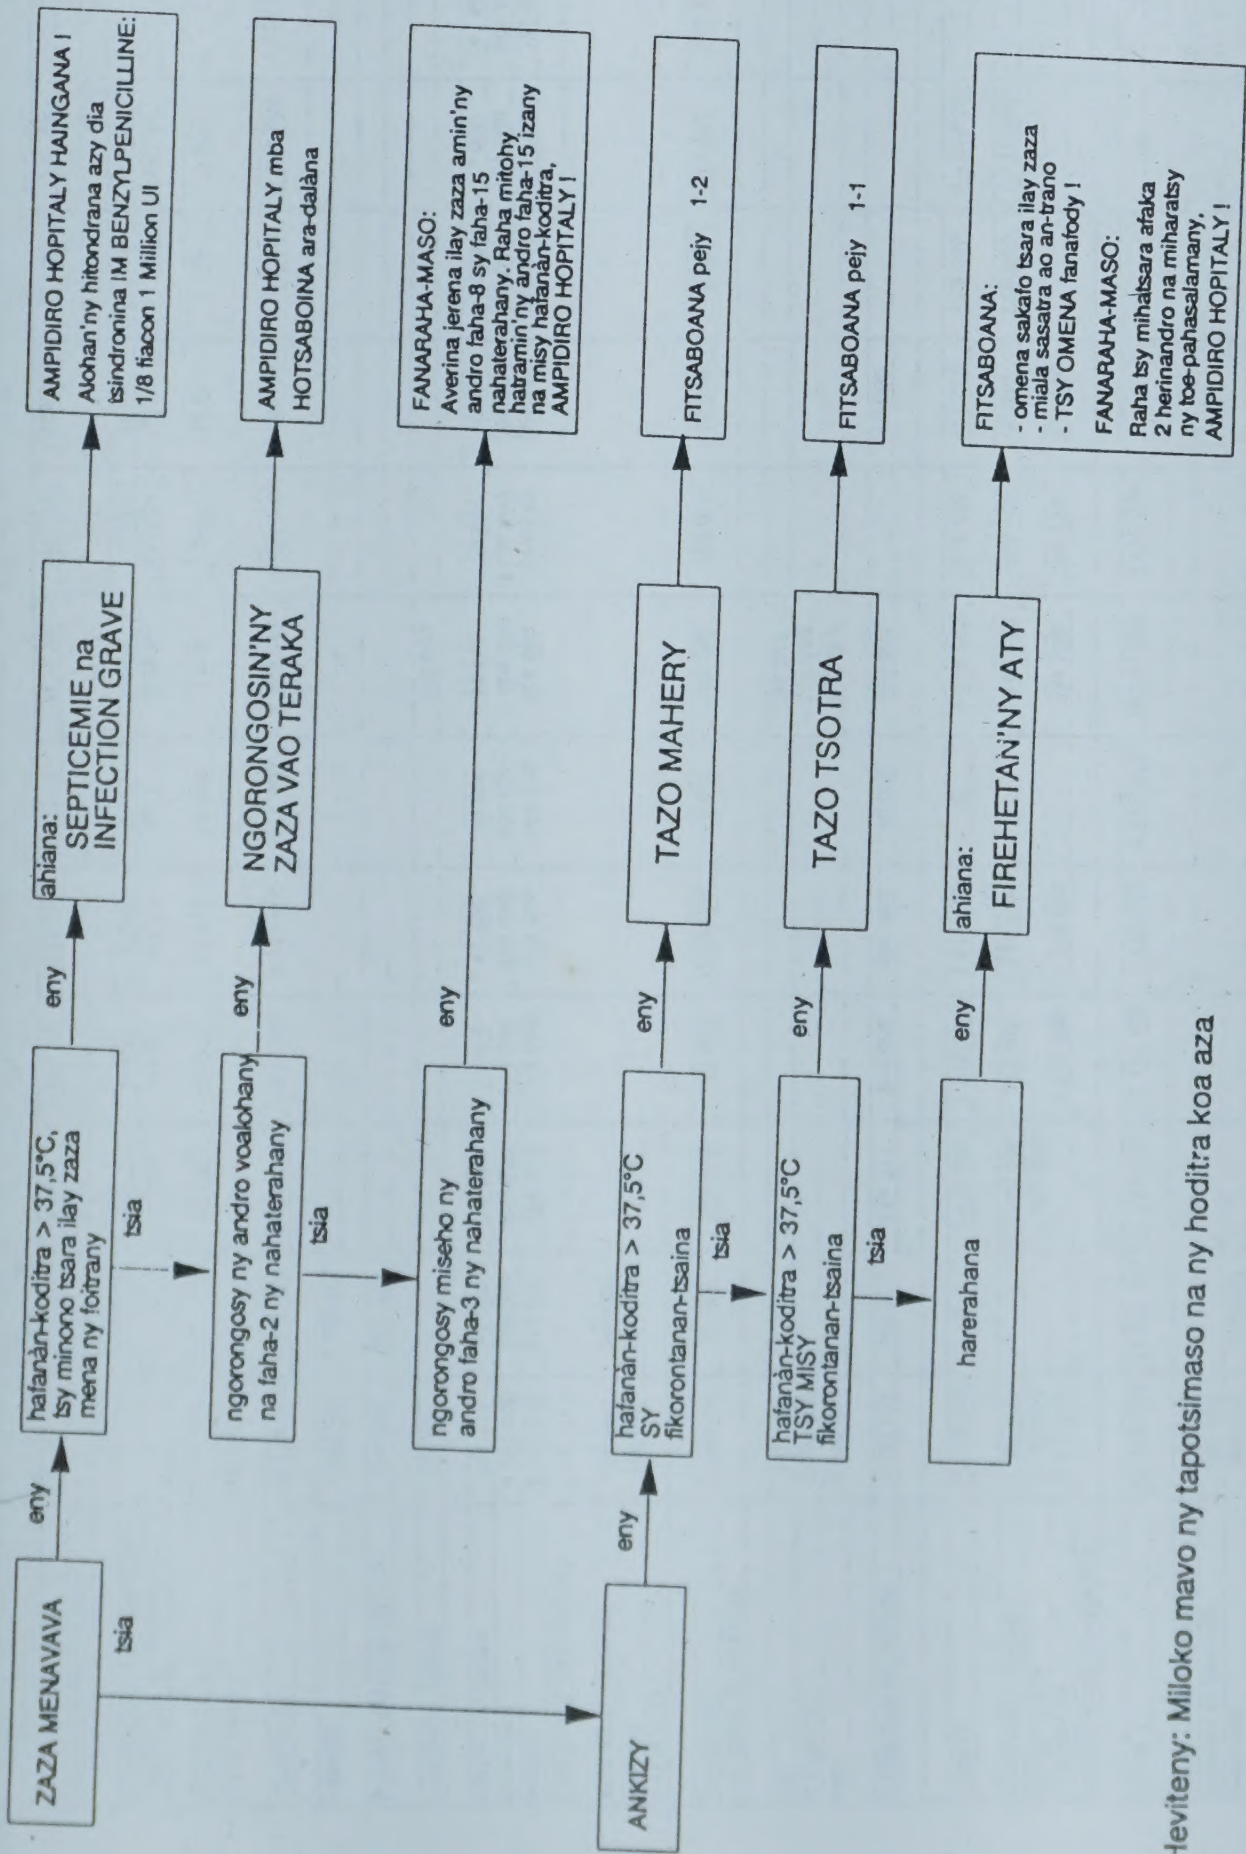 ZAZA MENAVAVA
eny
tsia
hafanàn-koditra > 37,5°C,
tsy minono tsara ilay zaza
mena ny foitrany
eny
tsia
ahiana:
SEPTICEMIE na
INFECTION GRAVE
AMPIDIRO HOPITALY HAINGANA !
Alohan'ny hitondrana azy dia
tsindronina IM BENZYLPENICILLINE:
1/8 flacon 1 Million UI
ngorongosy ny andro voalohany
na faha-2 ny nahaterahany
eny
tsia
NGORONGOSIN'NY
ZAZA VAO TERAKA
AMPIDIRO HOPITALY mba
HOTSABOINA ara-dalàna
ngorongosy miseho ny
andro faha-3 ny nahaterahany
eny
FANARAHA-MASO:
Averina jerena ilay zaza amin'ny
andro faha-8 sy faha-15
nahaterahany. Raha mitohy
hatramin'ny andro faha-15 izany
na misy hafanàn-koditra,
AMPIDIRO HOPITALY !
ANKIZY
eny
hafanàn-koditra > 37,5°C
SY
fikorontanan-tsaina
eny
tsia
TAZO MAHERY
FITSABOANA pejy 1-2
hafanàn-koditra > 37,5°C
TSY MISY
fikorontanan-tsaina
eny
tsia
TAZO TSOTRA
FITSABOANA pejy 1-1
harerahana
eny
ahiana:
FIREHETAN'NY ATY
FITSABOANA:
- omena sakafo tsara ilay zaza
- miala sasatra ao an-trano
- TSY OMENA fanafody !
FANARAHA-MASO:
Raha tsy mihatsara afaka
2 herinandro na miharatsy
ny toe-pahasalamany,
AMPIDIRO HOPITALY !
Heviteny: Miloko mavo ny tapotsimaso na ny hoditra koa aza